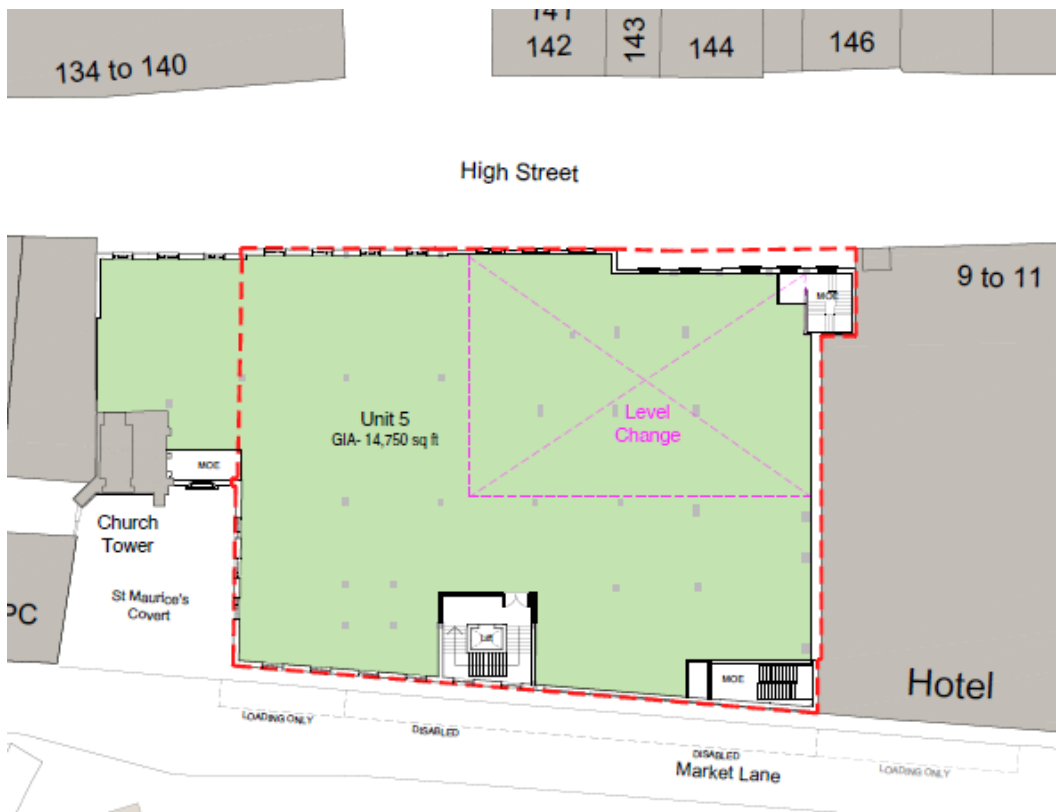 141
142
143
144
146
134 to 140
High Street
9 to 11
MOE
Unit 5
GIA- 14,750 sq ft
Level
Change
MOE
Church
Tower
St Maurice's
Covert
PC
Lift
MOE
Hotel
LOADING ONLY
DISABLED
DISABLED
Market Lane
LOADING ONLY